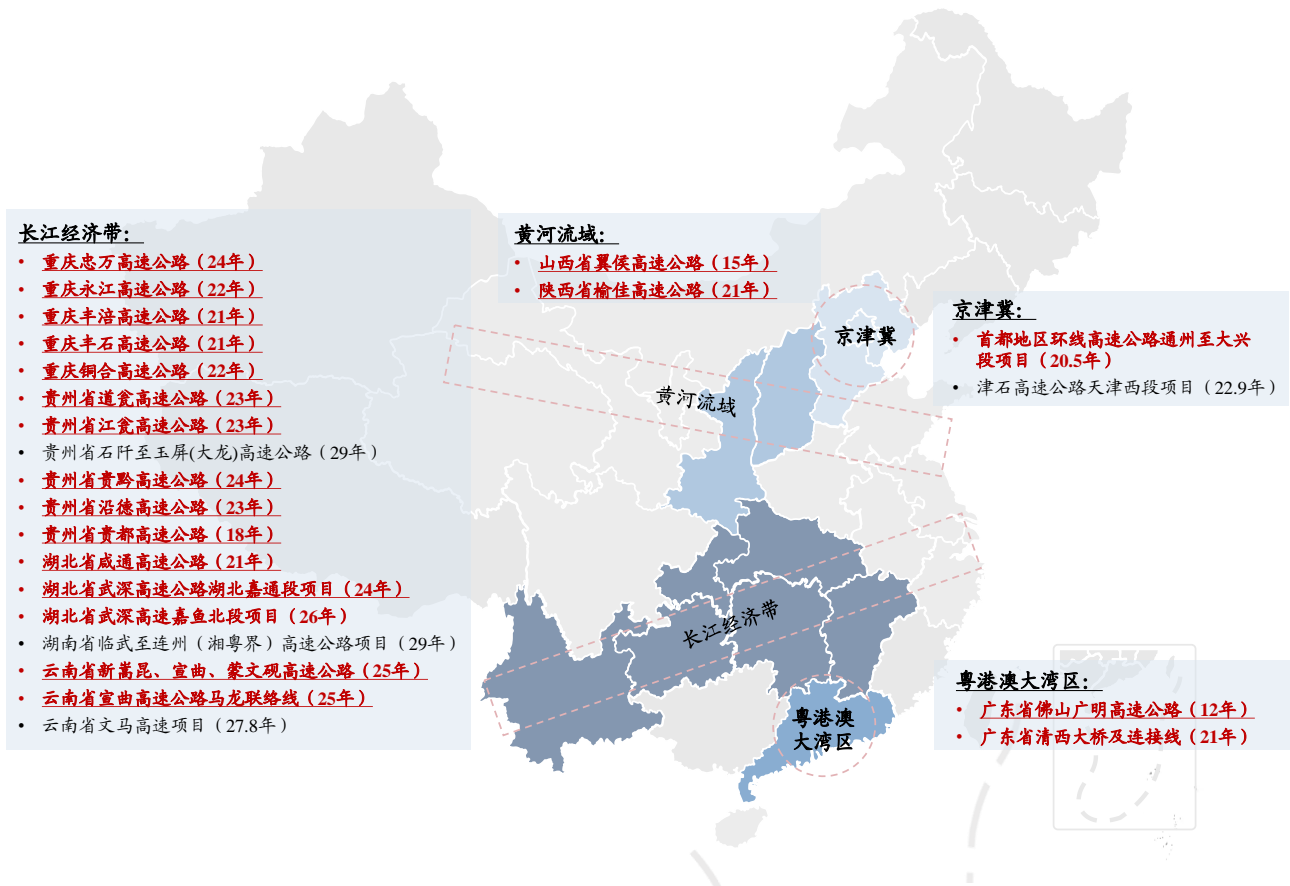 长江经济带：
• 重庆忠万高速公路（24年）
• 重庆永江高速公路（22年）
• 重庆丰涪高速公路（21年）
• 重庆丰石高速公路（21年）
• 重庆铜合高速公路（22年）
• 贵州省道瓮高速公路（23年）
• 贵州省江瓮高速公路（23年）
• 贵州省石阡至玉屏(大龙)高速公路（29年）
• 贵州省贵黔高速公路（24年）
• 贵州省沿德高速公路（23年）
• 贵州省贵都高速公路（18年）
• 湖北省咸通高速公路（21年）
• 湖北省武深高速公路湖北嘉通段项目（24年）
• 湖北省武深高速嘉鱼北段项目（26年）
• 湖南省临武至连州（湘粤界）高速公路项目（29年）
• 云南省新嵩昆、宣曲、蒙文砚高速公路（25年）
• 云南省宣曲高速公路马龙联络线（25年）
• 云南省文马高速项目（27.8年）
黄河流域：
• 山西省翼侯高速公路（15年）
• 陕西省榆佳高速公路（21年）
京津冀：
• 首都地区环线高速公路通州至大兴
段项目（20.5年）
• 津石高速公路天津西段项目（22.9年）
粤港澳大湾区：
• 广东省佛山广明高速公路（12年）
• 广东省清西大桥及连接线（21年）
京津冀
黄河流域
长江经济带
粤港澳
大湾区